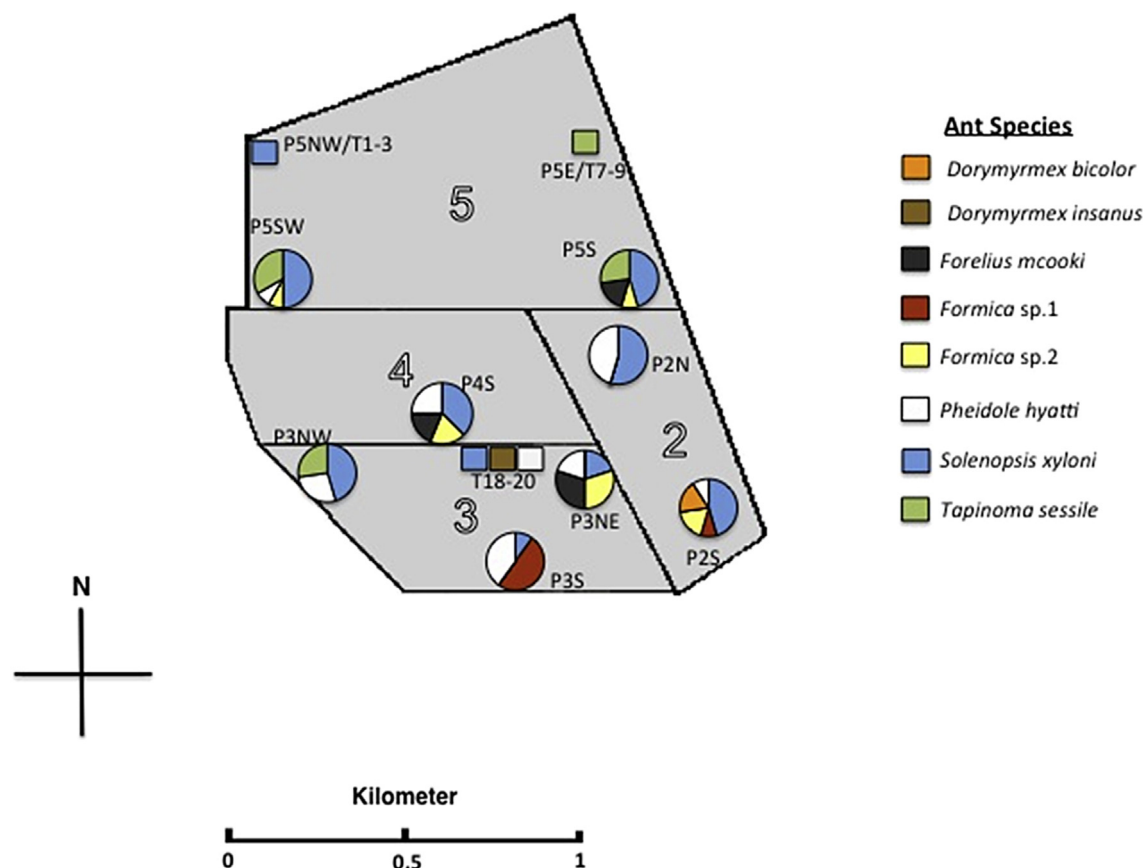 Ant Species
Dorymyrmex bicolor
Dorymyrmex insanus
Forelius mcooki
Formica sp.1
Formica sp.2
Pheidole hyatti
Solenopsis xyloni
Tapinoma sessile
P5NW/T1-3
P5E/T7-9
5
P5SW
P5S
P2N
4
P4S
2
P3NW
T18-20
3
P3NE
P2S
P3S
N
Kilometer
0 0.5 1